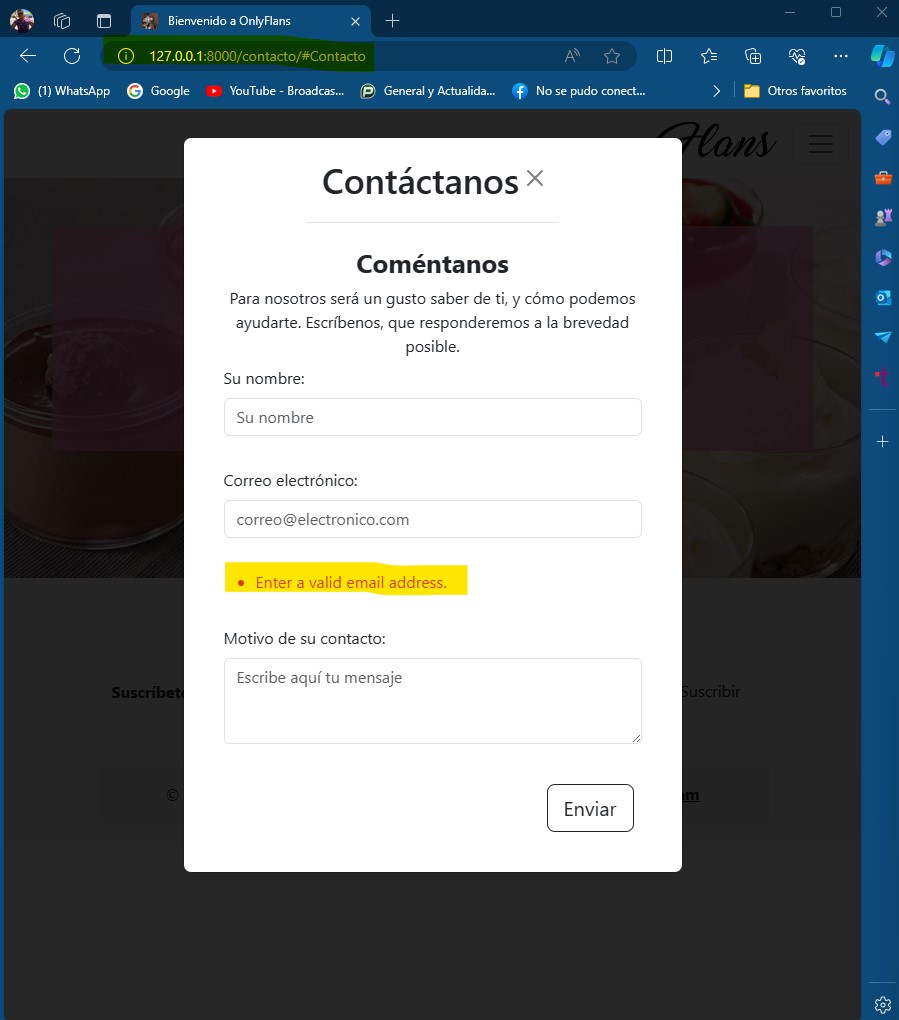 Bienvenido a OnlyFlans
127.0.0.1:8000/contacto/#Contacto
(1) WhatsApp Google YouTube - Broadcas... General y Actualida... No se pudo conect... Otros favoritos
Flans
Contáctanos
Coméntanos
Para nosotros será un gusto saber de ti, y cómo podemos
ayudarte. Escríbenos, que responderemos a la brevedad
posible.
Su nombre:
Su nombre
Correo electrónico:
correo@electronico.com
• Enter a valid email address.
Motivo de su contacto:
Escribe aquí tu mensaje
Suscríbete
Suscribir
©
Enviar